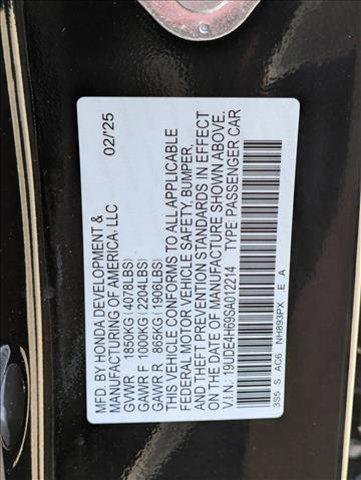 MFD. BY HONDA DEVELOPMENT & 02/25
MANUFACTURING OF AMERICA, LLC
GVWR 1850KG (4078LBS)
GAWR F 1000KG (2204LBS)
GAWR R 865KG (1906LBS)
THIS VEHICLE CONFORMS TO ALL APPLICABLE
FEDERAL MOTOR VEHICLE SAFETY, BUMPER,
AND THEFT PREVENTION STANDARDS IN EFFECT
ON THE DATE OF MANUFACTURE SHOWN ABOVE.
V.I.N.: 19UDE4H69SA012214 TYPE PASSENGER CAR
3S5 S AC6 NH893PX E A